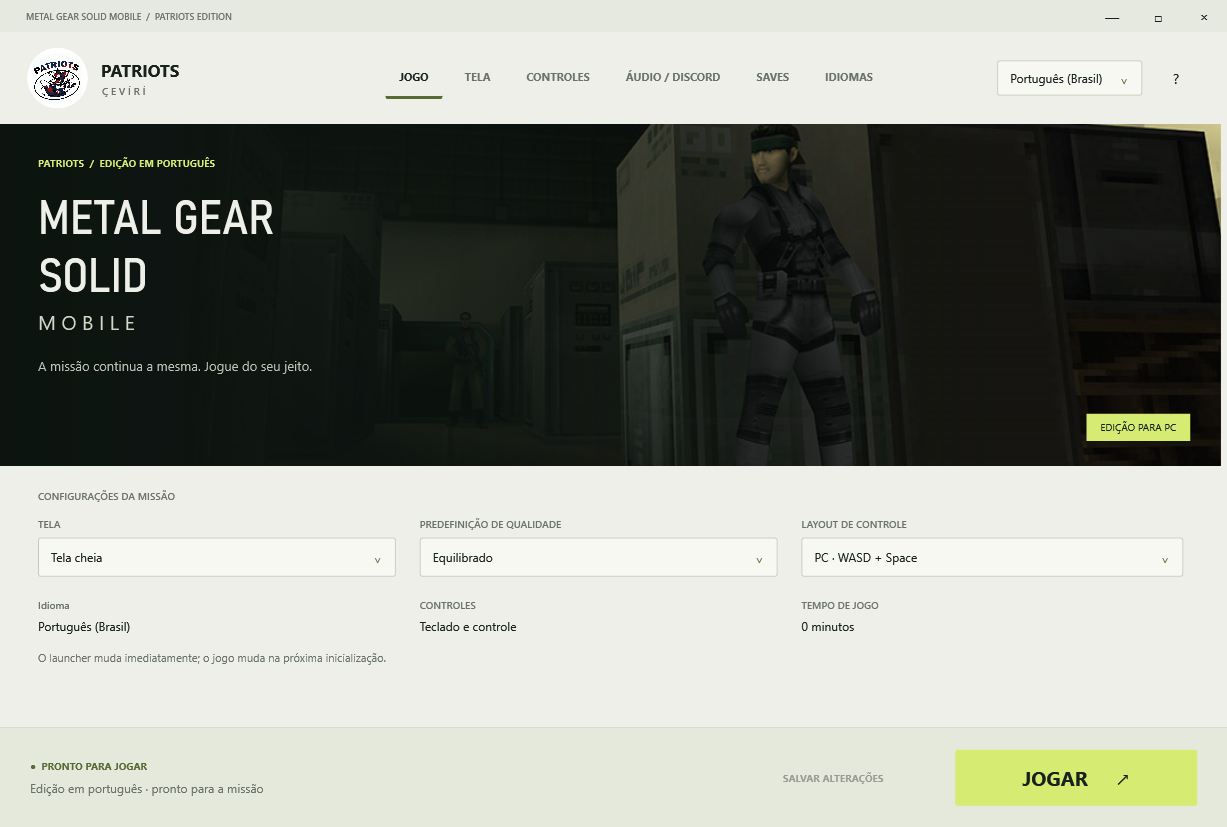 METAL GEAR SOLID MOBILE / PATRIOTS EDITION
PATRIOTS
PATRIOTS
ÇEVİRİ
JOGO
TELA
CONTROLES
ÁUDIO / DISCORD
SAVES
IDIOMAS
Português (Brasil)
?
PATRIOTS / EDIÇÃO EM PORTUGUÊS
METAL GEAR
SOLID
MOBILE
A missão continua a mesma. Jogue do seu jeito.
EDIÇÃO PARA PC
CONFIGURAÇÕES DA MISSÃO
TELA
PREDEFINIÇÃO DE QUALIDADE
LAYOUT DE CONTROLE
Tela cheia
Equilibrado
PC · WASD + Space
Idioma
CONTROLES
TEMPO DE JOGO
Português (Brasil)
Teclado e controle
0 minutos
O launcher muda imediatamente; o jogo muda na próxima inicialização.
● PRONTO PARA JOGAR
Edição em português · pronto para a missão
SALVAR ALTERAÇÕES
JOGAR ↗